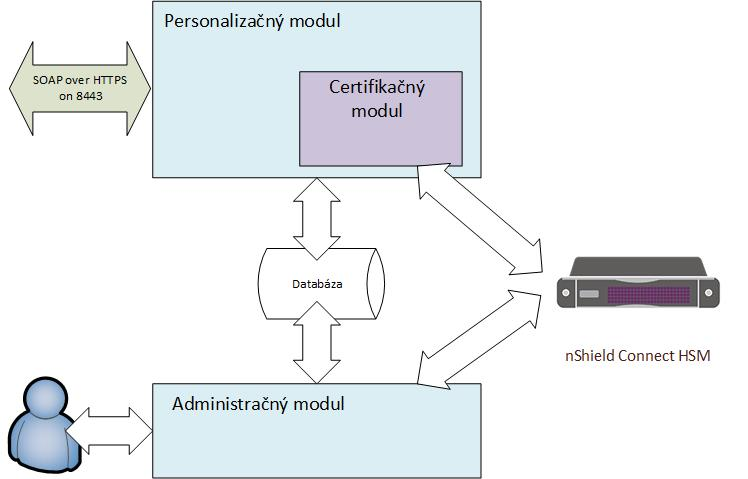 Personalizačný modul
SOAP over HTTPS
on 8443
Certifikačný
modul
Databáza
nShield Connect HSM
Administračný modul